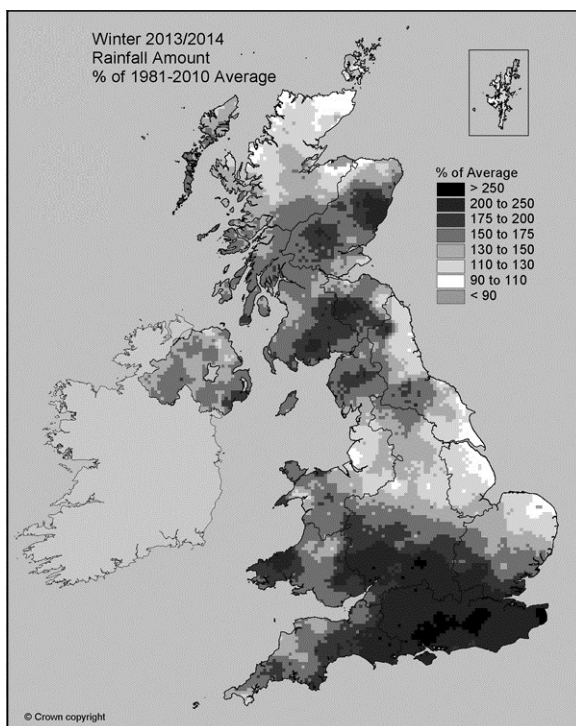 Winter 2013/2014
Rainfall Amount
% of 1981-2010 Average
% of Average
> 250
200 to 250
175 to 200
150 to 175
130 to 150
110 to 130
90 to 110
< 90
© Crown copyright